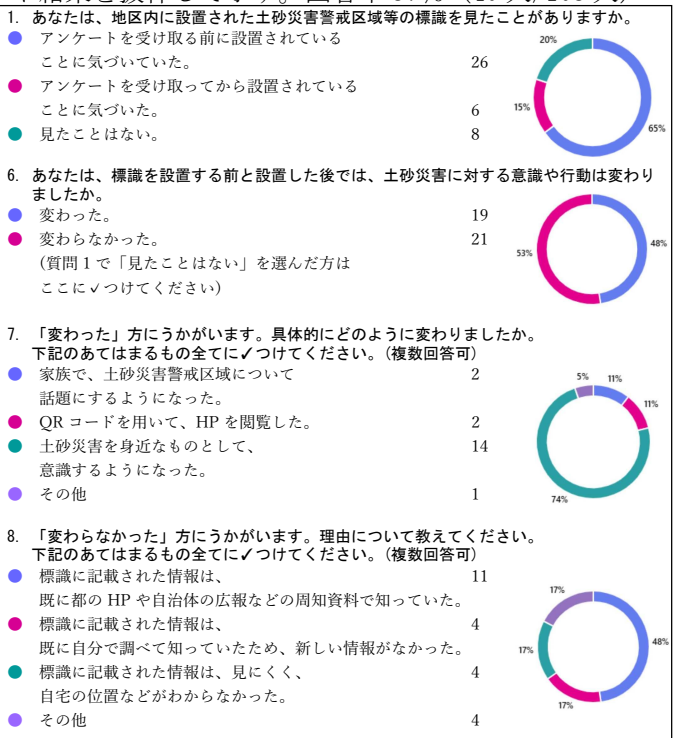 1. あなたは、地区内に設置された土砂災害警戒区域等の標識を見たことがありますか。
● アンケートを受け取る前に設置されている
ことに気づいていた。 26
● アンケートを受け取ってから設置されている
ことに気づいた。 6
● 見たことはない。 8
20%
15%
65%
6. あなたは、標識を設置する前と設置した後では、土砂災害に対する意識や行動は変わり
ましたか。
● 変わった。 19
● 変わらなかった。 21
(質問1で「見たことはない」を選んだ方は
ここに✓つけてください)
53%
48%
7. 「変わった」方にうかがいます。具体的にどのように変わりましたか。
下記のあてはまるもの全てに✓つけてください。(複数回答可)
● 家族で、土砂災害警戒区域について 2
話題にするようになった。
● QRコードを用いて、HPを閲覧した。 2
● 土砂災害を身近なものとして、 14
意識するようになった。
● その他 1
5%
11%
11%
74%
8. 「変わらなかった」方にうかがいます。理由について教えてください。
下記のあてはまるもの全てに✓つけてください。(複数回答可)
● 標識に記載された情報は、 11
既に都のHPや自治体の広報などの周知資料で知っていた。
● 標識に記載された情報は、 4
既に自分で調べて知っていたため、新しい情報がなかった。
● 標識に記載された情報は、見にくく、 4
自宅の位置などがわからなかった。
● その他 4
17%
48%
17%
17%